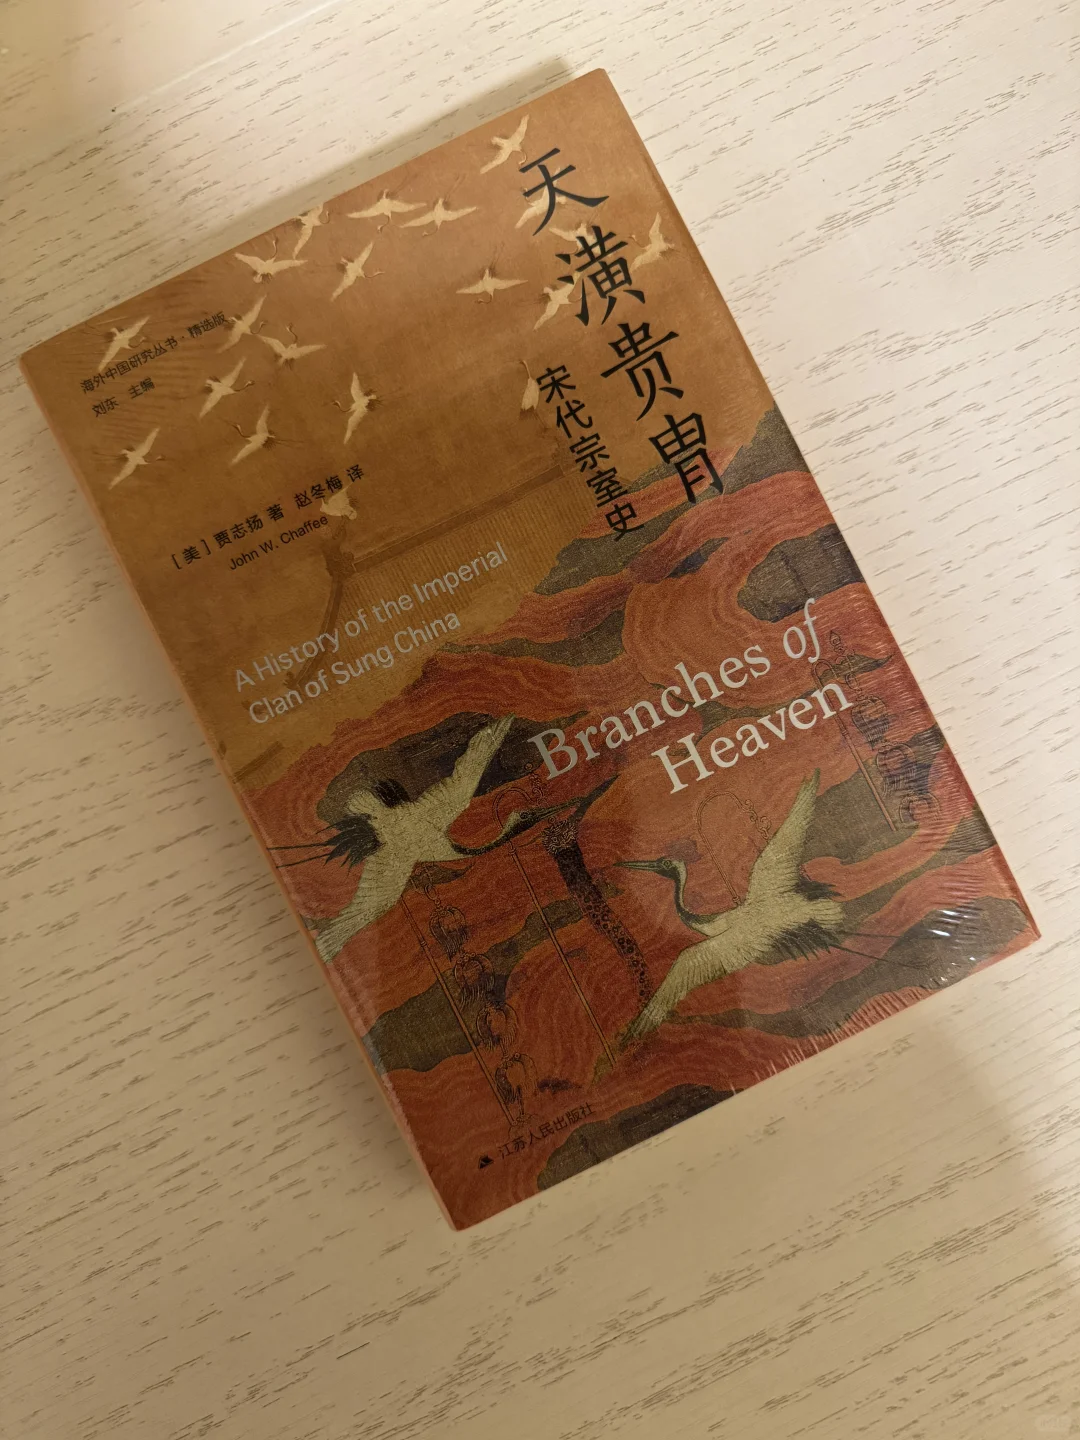 天潢贵胄
宋代宗室史
海外中国研究丛书·精选版
刘东 主编
[美]贾志扬 著 赵冬梅 译
John W. Chaffee
A History of the Imperial
Clan of Sung China
Branches of
Heaven
江苏人民出版社